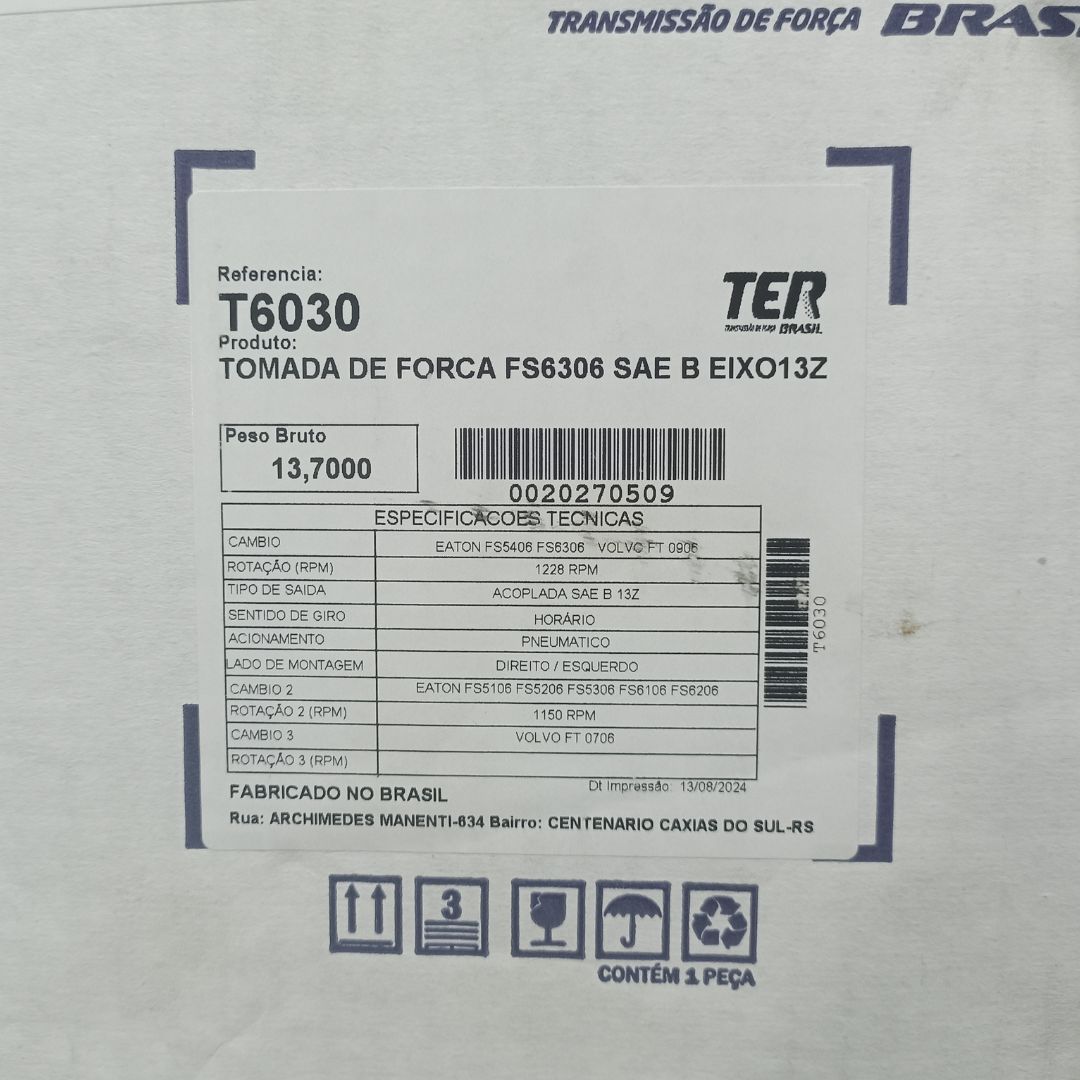 TRANSMISSÃO DE FORÇA BRAS
Referencia:
T6030
TER
TRANSMISSÃO DE FORÇA BRASIL
Produto:
TOMADA DE FORCA FS6306 SAE B EIXO13Z
Peso Bruto
13,7000
0020270509
ESPECIFICACOES TECNICAS
CAMBIO EATON FS5406 FS6306 VOLVO FT 0906
ROTAÇÃO (RPM) 1228 RPM
TIPO DE SAIDA ACOPLADA SAE B 13Z
SENTIDO DE GIRO HORÁRIO
ACIONAMENTO PNEUMATICO
LADO DE MONTAGEM DIREITO / ESQUERDO
CAMBIO 2 EATON FS5106 FS5206 FS5306 FS6106 FS6206
ROTAÇÃO 2 (RPM) 1150 RPM
CAMBIO 3 VOLVO FT 0706
ROTAÇÃO 3 (RPM)
T6030
Dt Impressão: 13/08/2024
FABRICADO NO BRASIL
Rua: ARCHIMEDES MANENTI-634 Bairro: CENTENARIO CAXIAS DO SUL-RS
3
CONTÉM 1 PEÇA